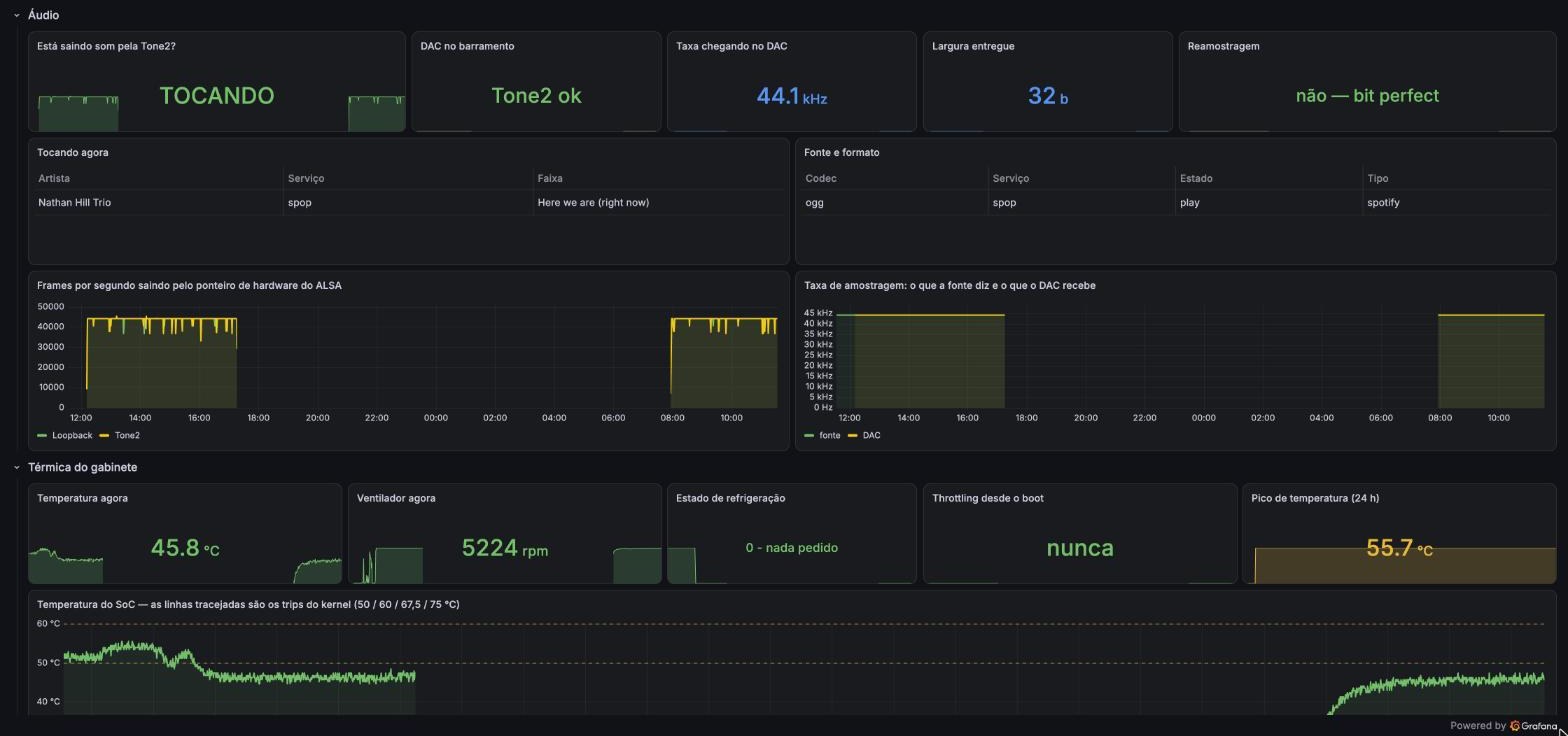 Áudio
Está saindo som pela Tone2?
TOCANDO
DAC no barramento
Tone2 ok
Taxa chegando no DAC
44.1 kHz
Largura entregue
32 b
Reamostragem
não — bit perfect
Tocando agora
Artista Serviço Faixa
Nathan Hill Trio spop Here we are (right now)
Fonte e formato
Codec Serviço Estado Tipo
ogg spop play spotify
Frames por segundo saindo pelo ponteiro de hardware do ALSA
50000
40000
30000
20000
10000
0
12:00 14:00 16:00 18:00 20:00 22:00 00:00 02:00 04:00 06:00 08:00 10:00
Loopback Tone2
Taxa de amostragem: o que a fonte diz e o que o DAC recebe
45 kHz
40 kHz
35 kHz
30 kHz
25 kHz
20 kHz
15 kHz
10 kHz
5 kHz
0 Hz
12:00 14:00 16:00 18:00 20:00 22:00 00:00 02:00 04:00 06:00 08:00 10:00
fonte DAC
Térmica do gabinete
Temperatura agora
45.8 °C
Ventilador agora
5224 rpm
Estado de refrigeração
0 - nada pedido
Throttling desde o boot
nunca
Pico de temperatura (24 h)
55.7 °C
Temperatura do SoC — as linhas tracejadas são os trips do kernel (50 / 60 / 67,5 / 75 °C)
60 °C
50 °C
40 °C
Powered by Grafana